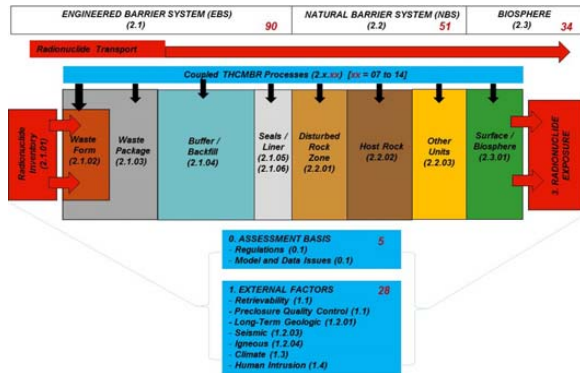 ENGINEERED BARRIER SYSTEM (EBS)
(2.1) 90
NATURAL BARRIER SYSTEM (NBS)
(2.2) 51
BIOSPHERE
(2.3) 34
Radionuclide Transport
Coupled THCMBR Processes (2.x.xx) [xx = 07 to 14]
Radionuclide
Inventory
(2.1.01)
Waste
Form
(2.1.02)
Waste
Package
(2.1.03)
Buffer /
Backfill
(2.1.04)
Seals /
Liner
(2.1.05)
(2.1.06)
Disturbed
Rock
Zone
(2.2.01)
Host Rock
(2.2.02)
Other
Units
(2.2.03)
Surface /
Biosphere
(2.3.01)
3. RADIONUCLIDE
EXPOSURE
0. ASSESSMENT BASIS 5
- Regulations (0.1)
- Model and Data Issues (0.1)
1. EXTERNAL FACTORS 28
- Retrievability (1.1)
- Preclosure Quality Control (1.1)
- Long-Term Geologic (1.2.01)
- Seismic (1.2.03)
- Igneous (1.2.04)
- Climate (1.3)
- Human Intrusion (1.4)